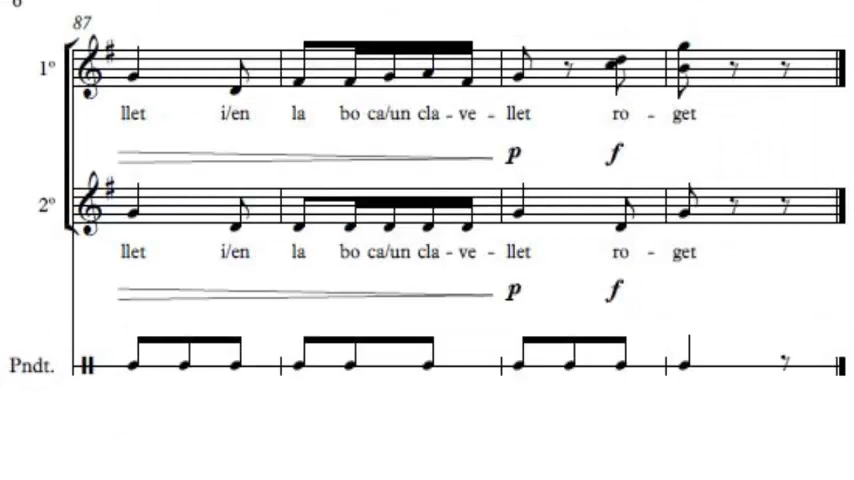 87
1º
llet i/en la bo ca/un cla - ve - llet ro - get
p f
2º
llet i/en la bo ca/un cla - ve - llet ro - get
p f
Pndt.